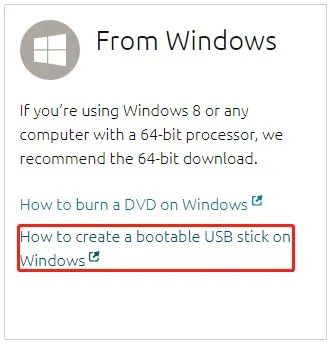 From Windows
If you're using Windows 8 or any
computer with a 64-bit processor, we
recommend the 64-bit download.
How to burn a DVD on Windows
How to create a bootable USB stick on
Windows